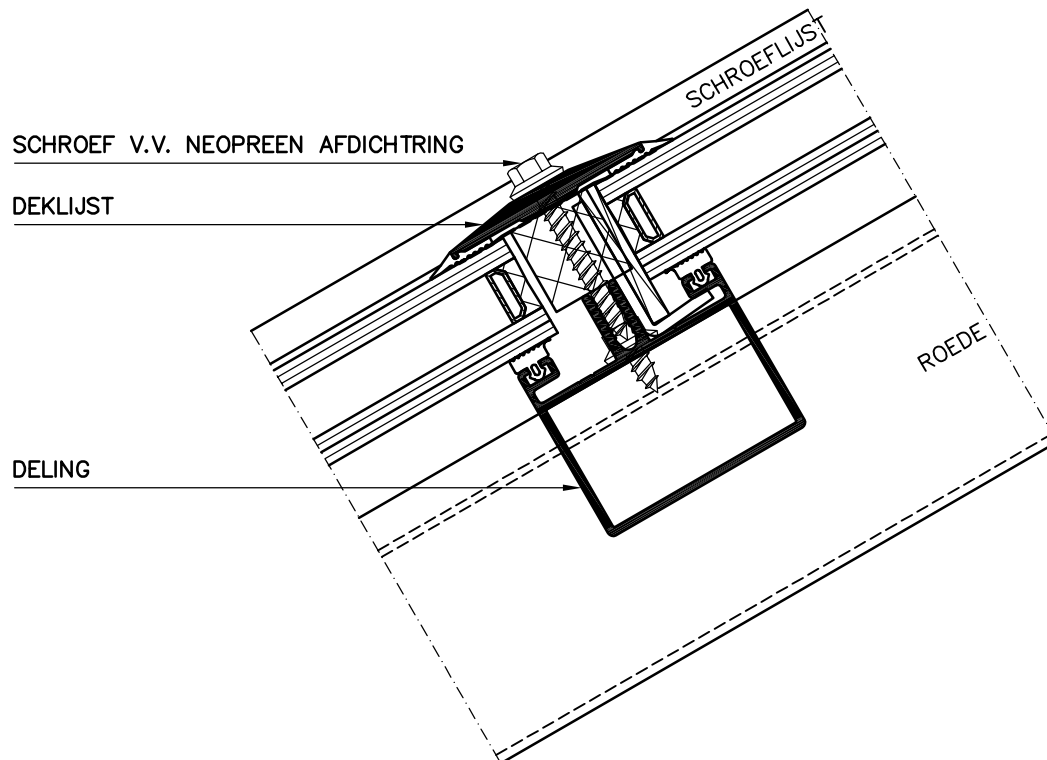 SCHROEFLIJST
SCHROEF V.V. NEOPREEN AFDICHTRING
DEKLIJST
ROEDE
DELING